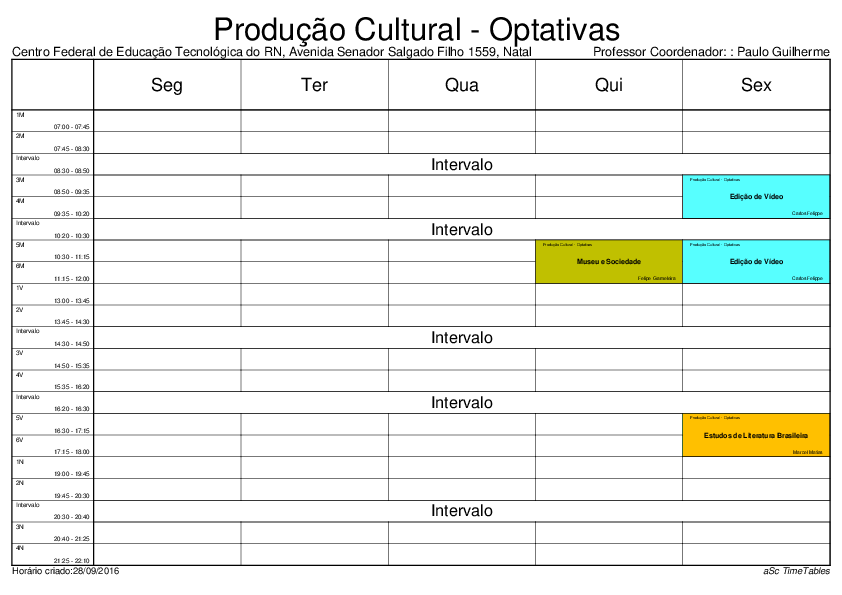 Produção Cultural - Optativas
Centro Federal de Educação Tecnológica do RN, Avenida Senador Salgado Filho 1559, Natal Professor Coordenador: : Paulo Guilherme
Seg Ter Qua Qui Sex
1M
07:00 - 07:45
2M
07:45 - 08:30
Intervalo
Intervalo
08:30 - 08:50
3M
Produção Cultural - Optativas
08:50 - 09:35
Edição de Vídeo
4M
09:35 - 10:20
Carlos Felippe
Intervalo
Intervalo
10:20 - 10:30
5M
Produção Cultural - Optativas
Produção Cultural - Optativas
10:30 - 11:15
Museu e Sociedade
Edição de Vídeo
6M
11:15 - 12:00
Felipe
Carlos Felippe
1V
13:00 - 13:45
2V
13:45 - 14:30
Intervalo
Intervalo
14:30 - 14:50
3V
14:50 - 15:35
4V
15:35 - 16:20
Intervalo
Intervalo
16:20 - 16:30
5V
Produção Cultural - Optativas
16:30 - 17:15
Estudos de Literatura Brasileira
6V
17:15 - 18:00
Marcel
1N
19:00 - 19:45
2N
19:45 - 20:30
Intervalo
Intervalo
20:30 - 20:40
3N
20:40 - 21:25
4N
21:25 - 22:10
Horário criado:28/09/2016 aSc TimeTables